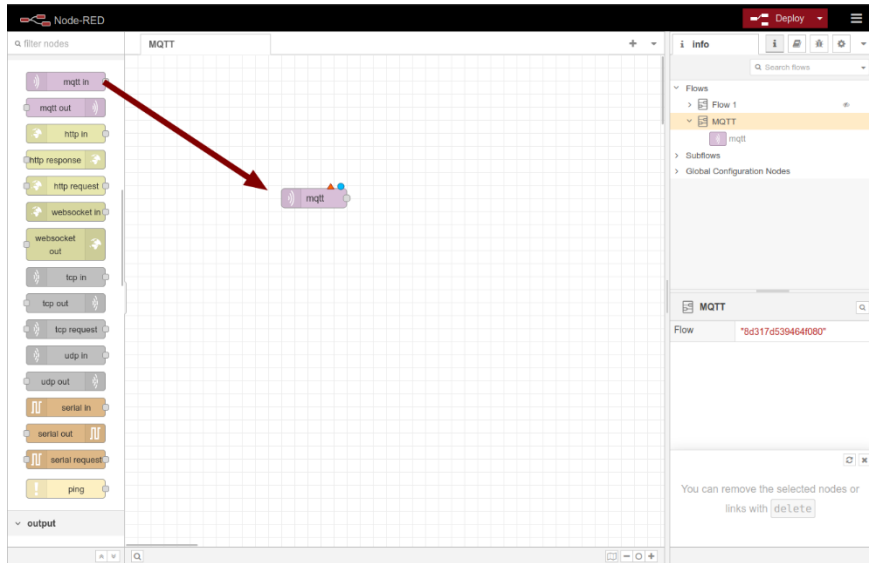 Node-RED
Deploy
filter nodes
mqtt in
mqtt out
http in
http response
http request
websocket in
websocket
out
tcp in
tcp out
tcp request
udp in
udp out
serial in
serial out
serial request
ping
output
MQTT
mqtt
i info
i
Search flows
Flows
Flow 1
MQTT
mqtt
Subflows
Global Configuration Nodes
MQTT
Flow "8d317d539464f080"
You can remove the selected nodes or
links with delete